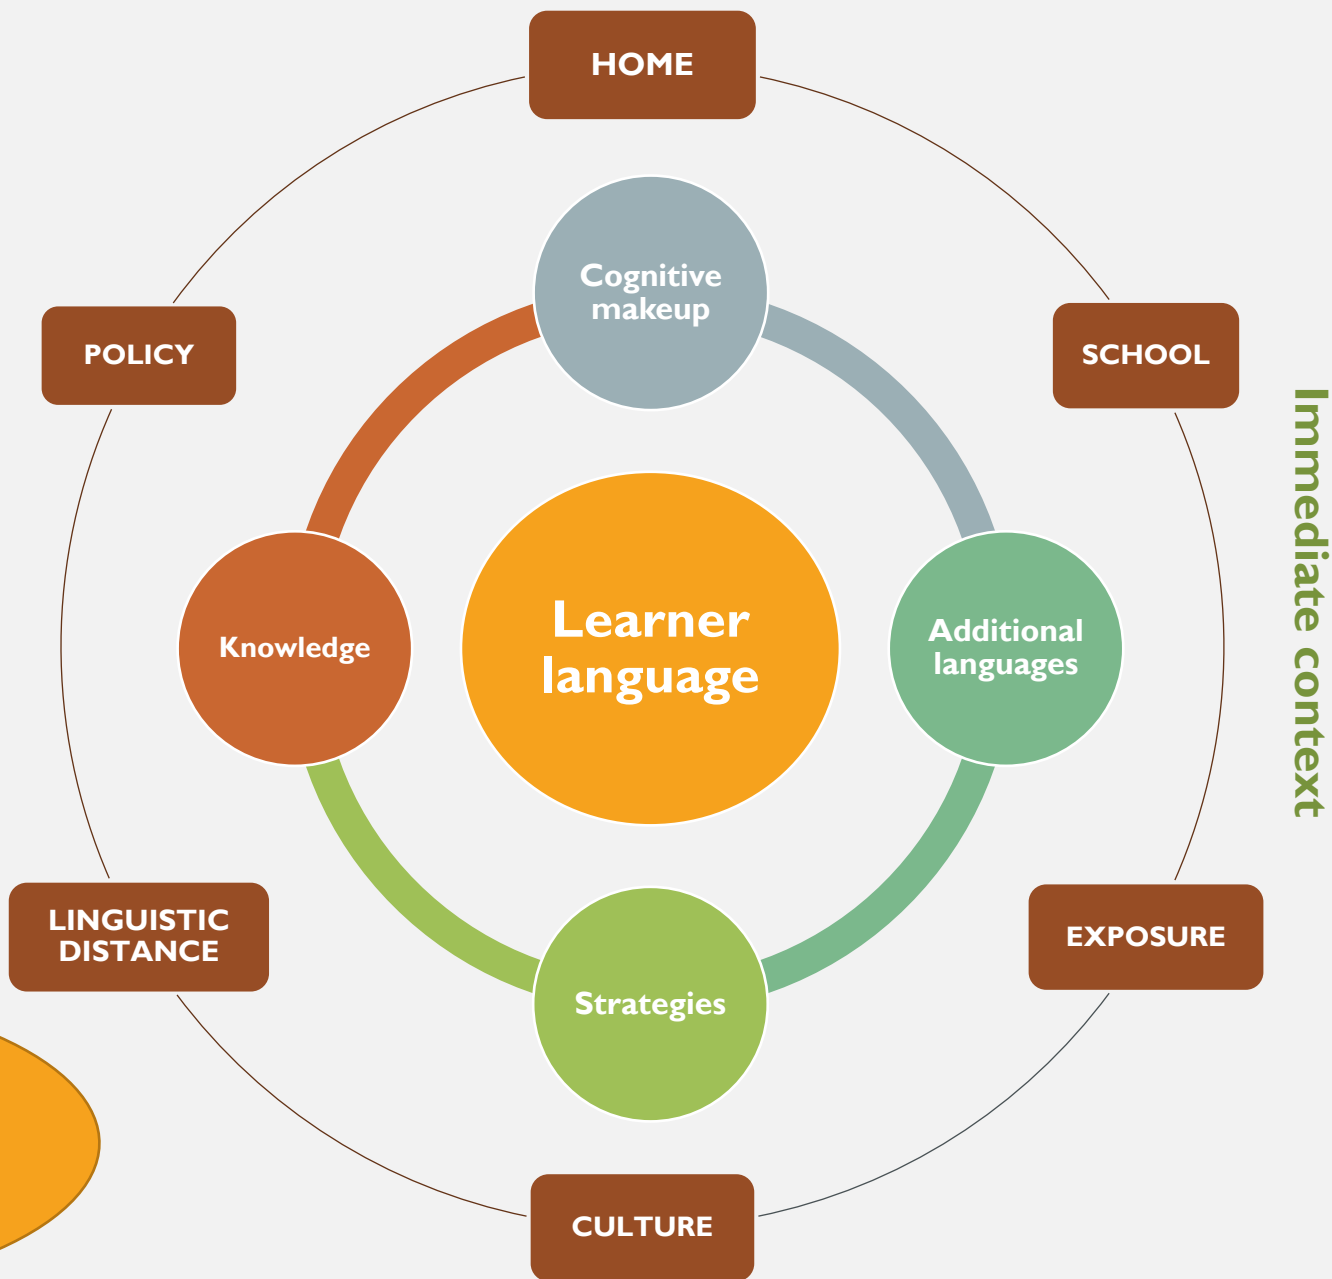 HOME
Cognitive
makeup
POLICY
SCHOOL
Immediate context
Learner
language
Knowledge
Additional
languages
LINGUISTIC
DISTANCE
EXPOSURE
Strategies
CULTURE